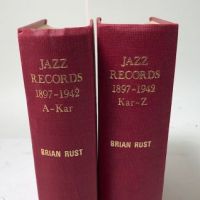 JAZZ
RECORDS
1897-1942
A-Kar
BRIAN RUST
JAZZ
RECORDS
1897-1942
Kar-Z
BRIAN RUST